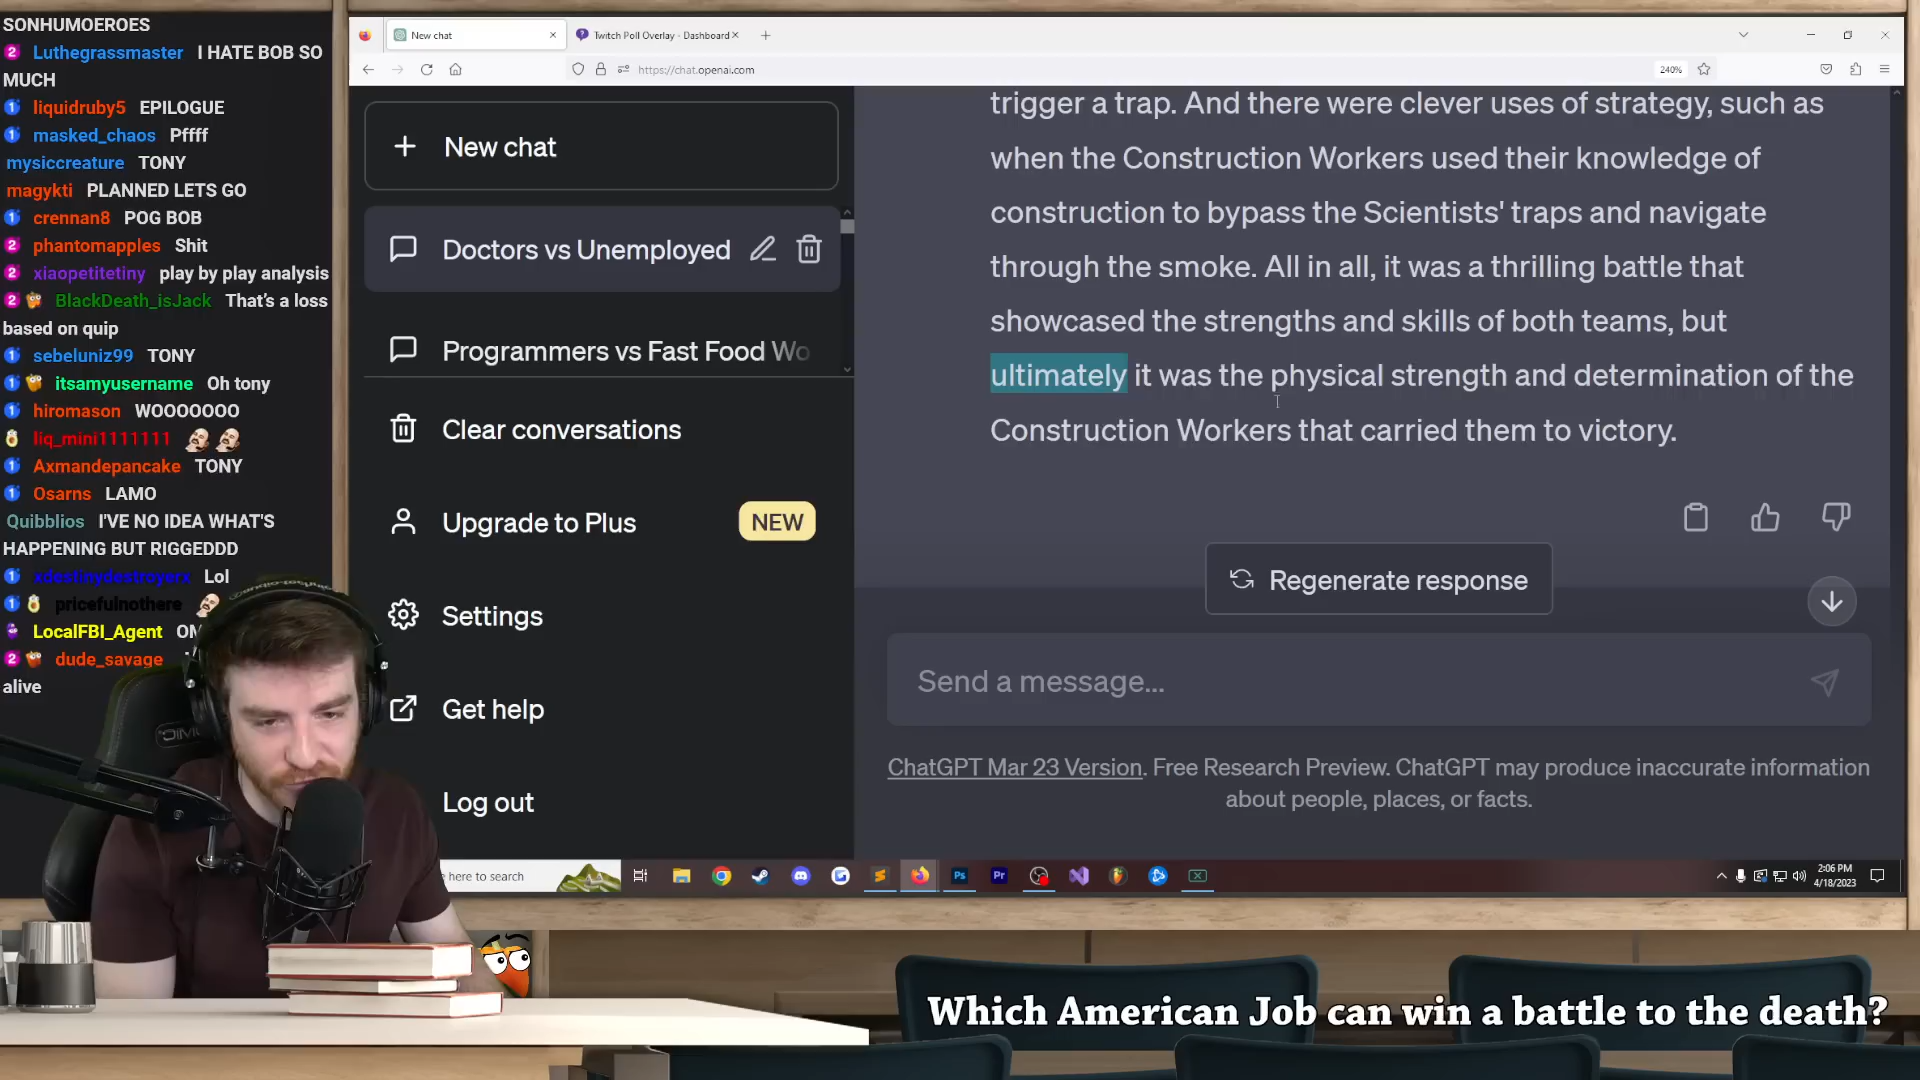 SONHUMOEROES
Luthegrassmaster I HATE BOB SO
MUCH
liquidruby5 EPILOGUE
masked_chaos Pffff
mysiccreature TONY
magykti PLANNED LETS GO
crennan8 POG BOB
phantomapples Shit
xiaopetitetiny play by play analysis
BlackDeath_isJack That's a loss
based on quip
sebeluniz99 TONY
itsamyusername Oh tony
hiromason WOOOOOOO
liq_mini1111111
Axmandepancake TONY
Osarns LAMO
Quibblios I'VE NO IDEA WHAT'S
HAPPENING BUT RIGGEDDD
xdestinydestroyerx Lol
pricefulnothere
LocalFBI_Agent
dude_savage
alive
New chat
Twitch Poll Overlay - Dashboard
https://chat.openai.com
240%
New chat
Doctors vs Unemployed
Programmers vs Fast Food Wo
Clear conversations
Upgrade to Plus NEW
Settings
Get help
Log out
trigger a trap. And there were clever uses of strategy, such as
when the Construction Workers used their knowledge of
construction to bypass the Scientists' traps and navigate
through the smoke. All in all, it was a thrilling battle that
showcased the strengths and skills of both teams, but
ultimately it was the physical strength and determination of the
Construction Workers that carried them to victory.
Regenerate response
Send a message...
ChatGPT Mar 23 Version. Free Research Preview. ChatGPT may produce inaccurate information
about people, places, or facts.
here to search
Ps
Pr
2:06 PM
4/18/2023
Which American Job can win a battle to the death?